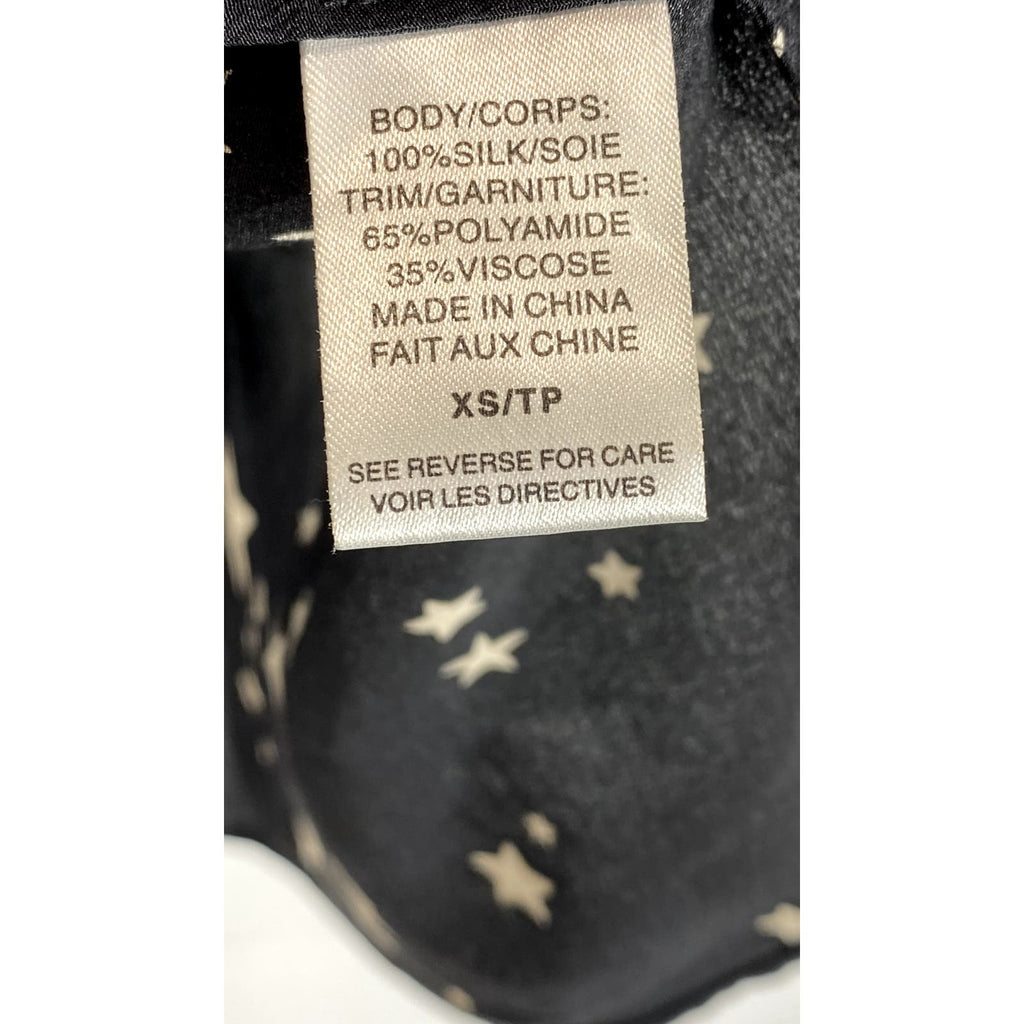 BODY/CORPS:
100%SILK/SOIE
TRIM/GARNITURE:
65%POLYAMIDE
35%VISCOSE
MADE IN CHINA
FAIT AUX CHINE
XS/TP
SEE REVERSE FOR CARE
VOIR LES DIRECTIVES